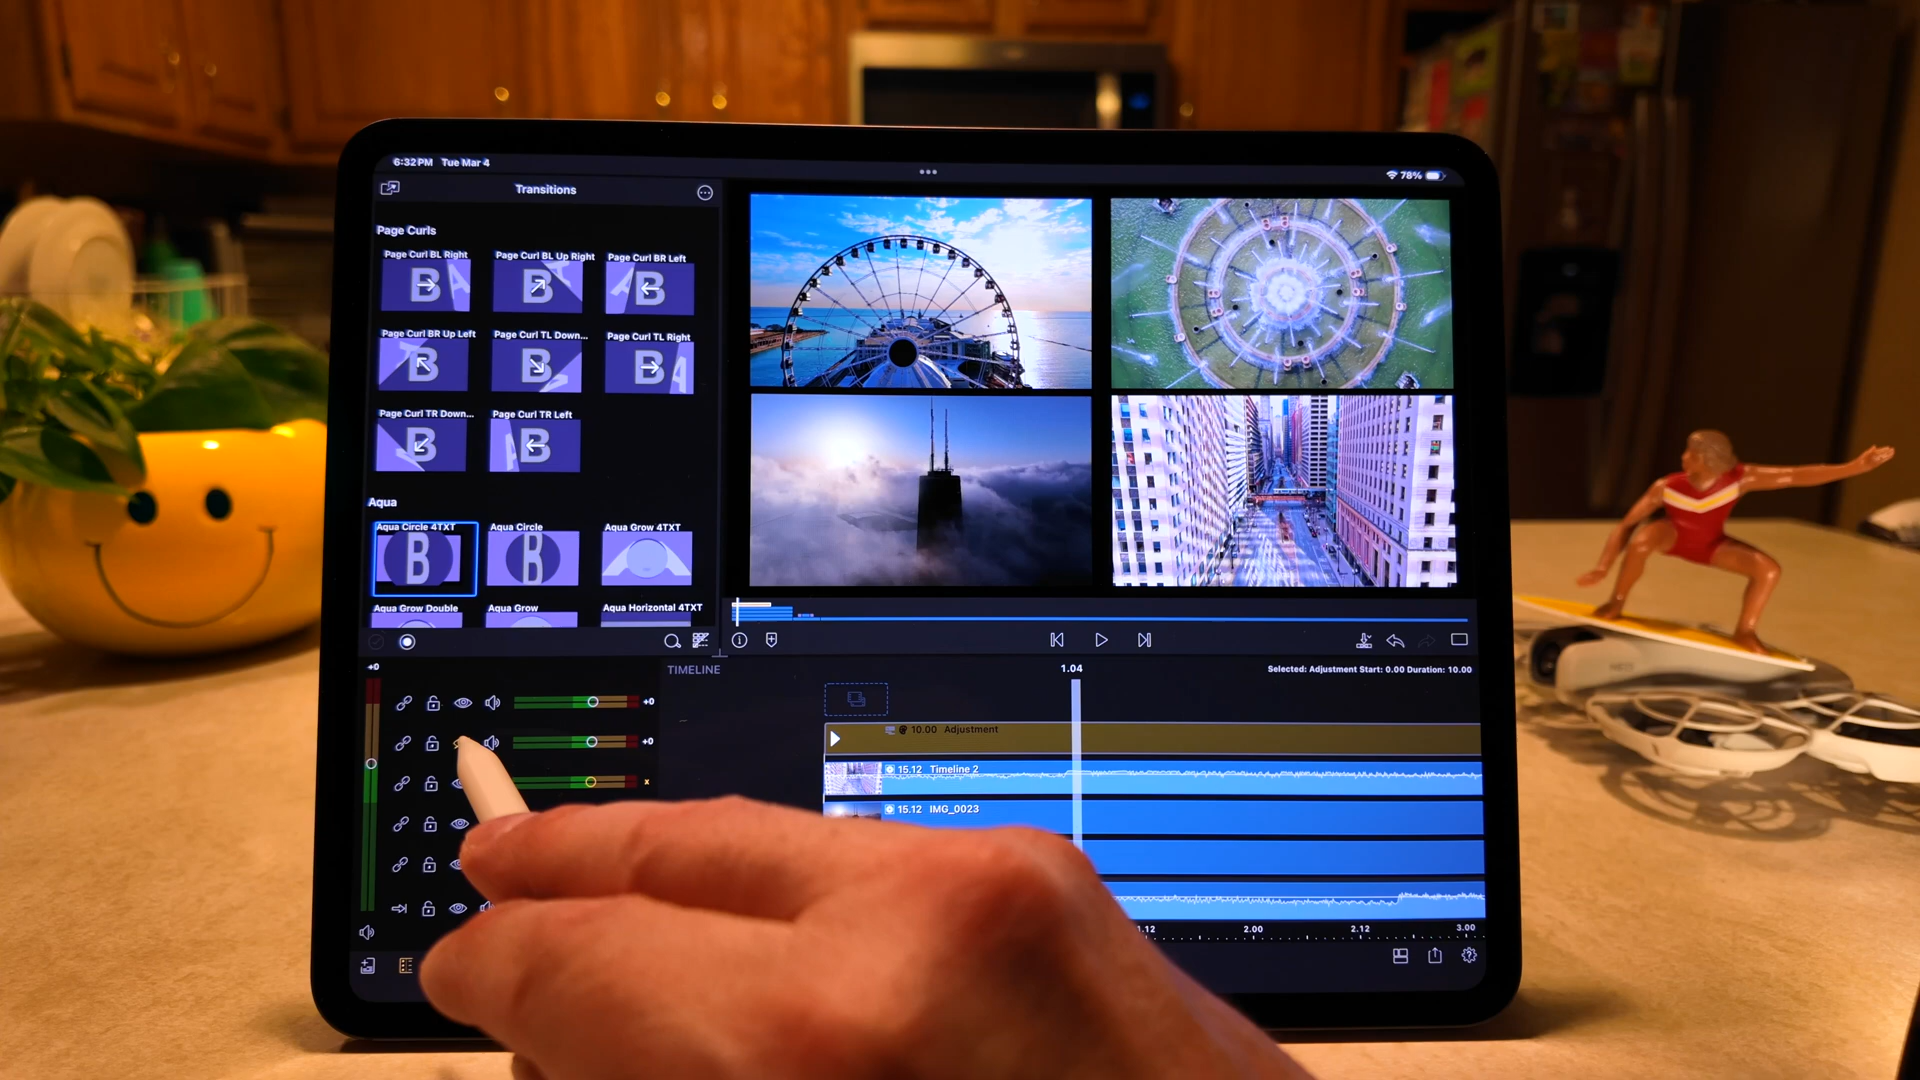 6:32 PM Tue Mar 4
78%
Transitions
Page Curls
Page Curl BL Right
Page Curl BL Up Right
Page Curl BR Left
B A
B A
A B
Page Curl BR Up Left
Page Curl TL Down...
Page Curl TL Right
B
B
B A
Page Curl TR Down...
Page Curl TR Left
B
A B
Aqua
Aqua Circle 4TXT
Aqua Circle
Aqua Grow 4TXT
B
B
Aqua Grow Double
Aqua Grow
Aqua Horizontal 4TXT
+0
TIMELINE
1.04
Selected: Adjustment Start: 0.00 Duration: 10.00
+0
10.00 Adjustment
+0
15.12 Timeline 2
x
15.12 IMG_0023
1.12
2.00
2.12
3.00